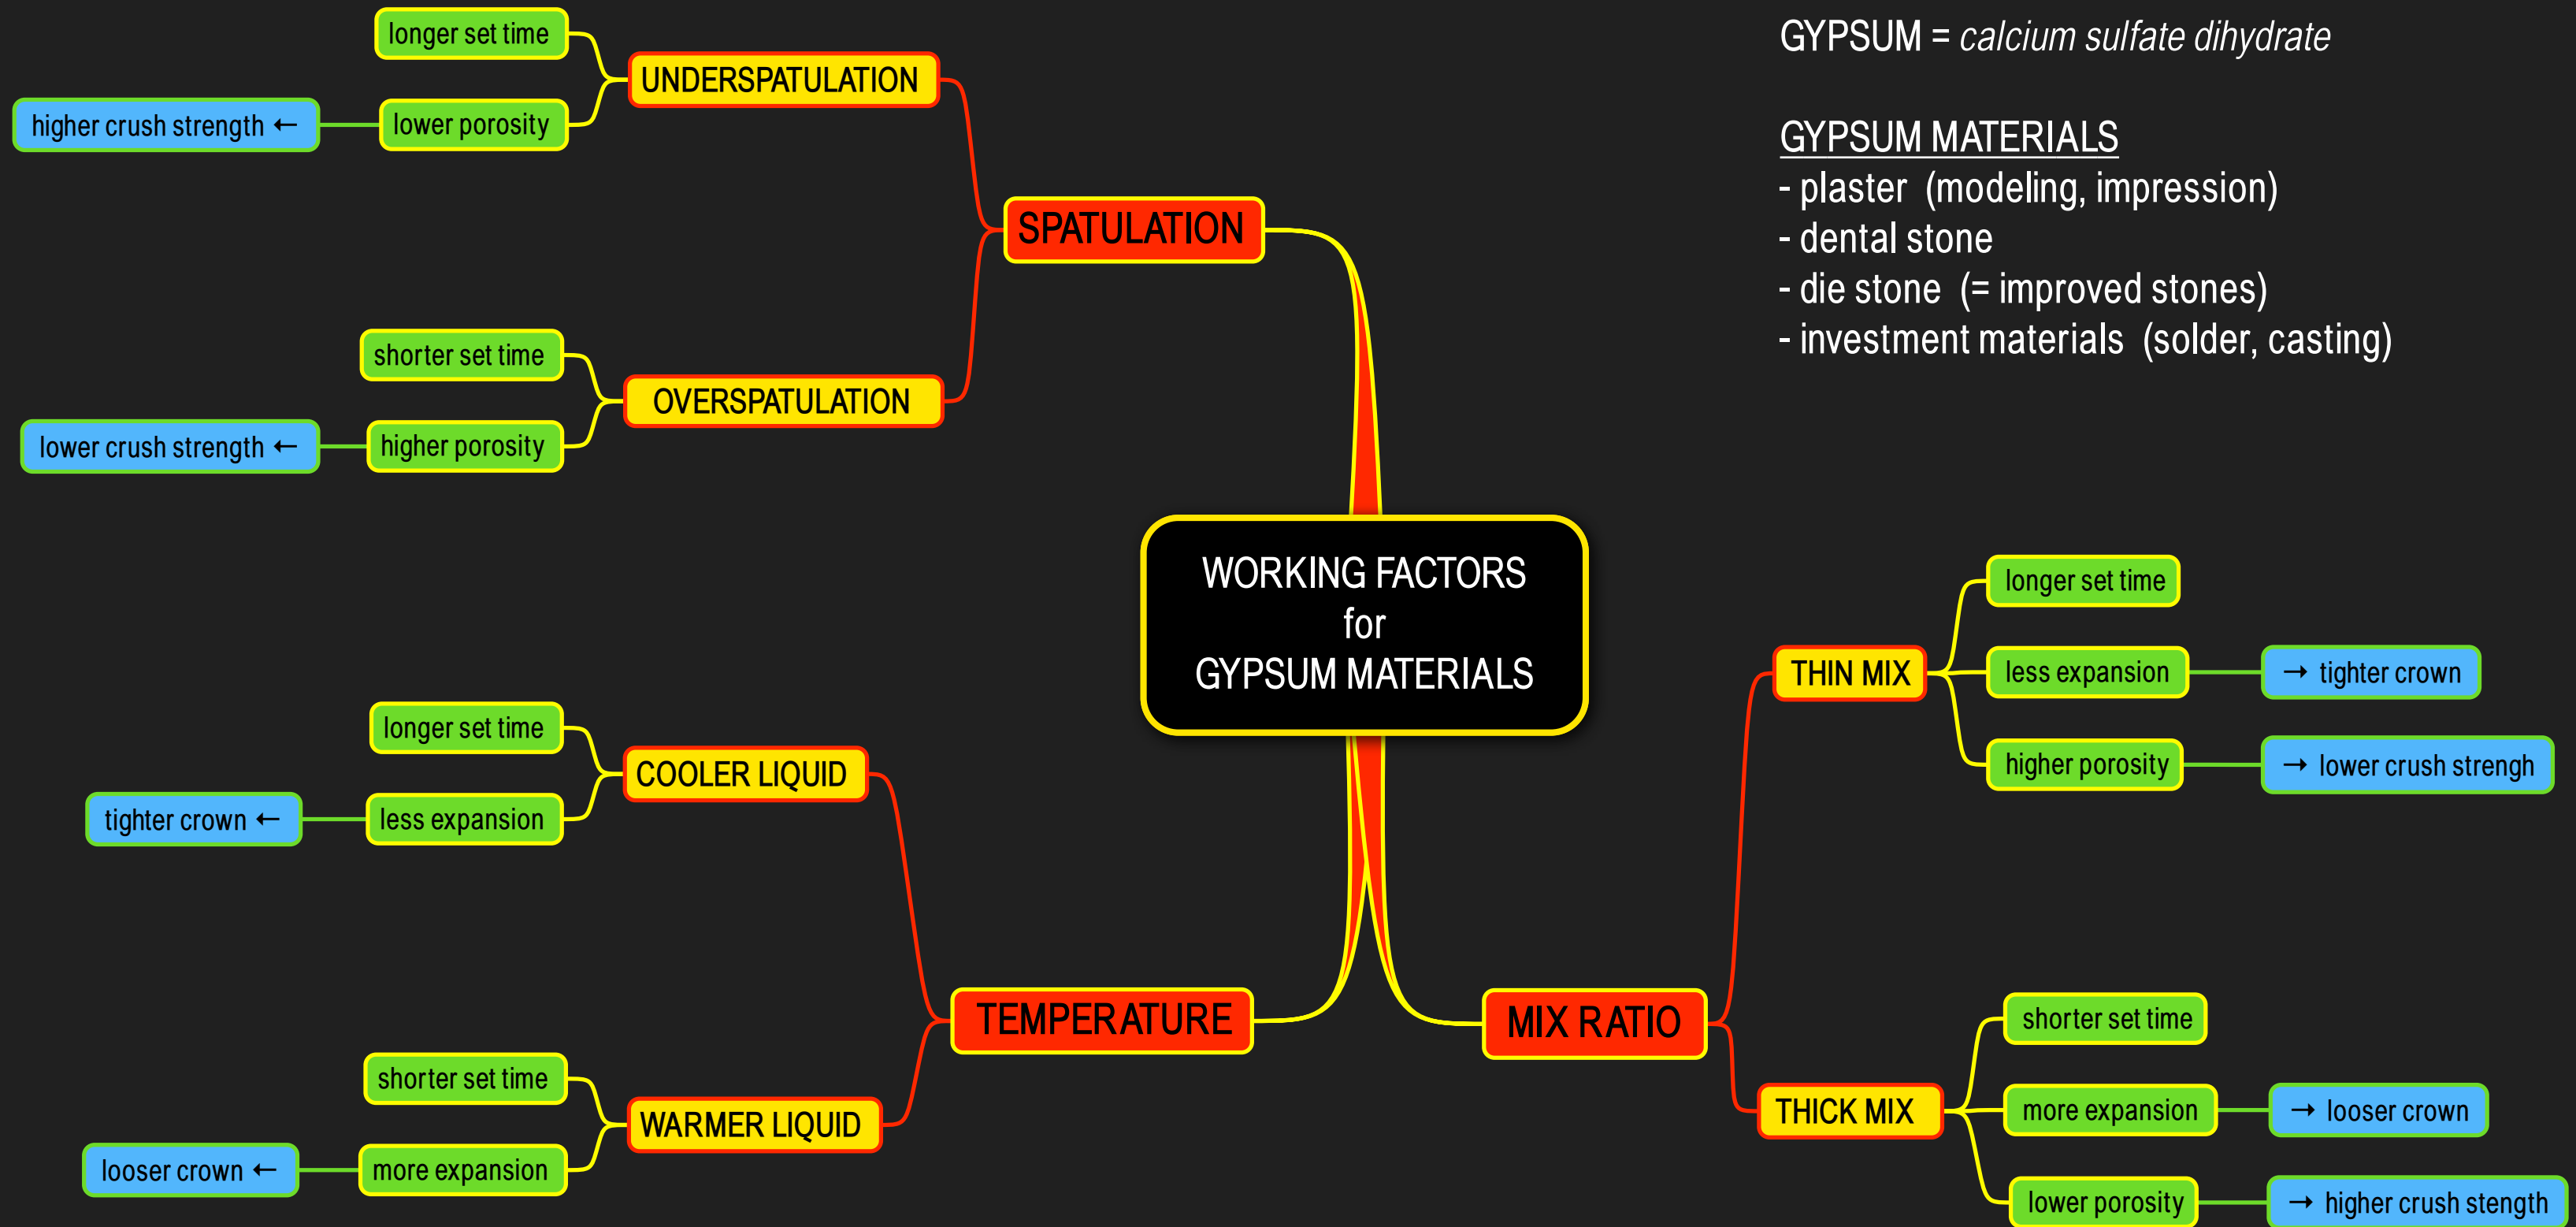 GYPSUM = calcium sulfate dihydrate
GYPSUM MATERIALS
- plaster (modeling, impression)
- dental stone
- die stone (= improved stones)
- investment materials (solder, casting)
WORKING FACTORS
for
GYPSUM MATERIALS
SPATULATION
UNDERSPATULATION
longer set time
lower porosity
higher crush strength ←
OVERSPATULATION
shorter set time
higher porosity
lower crush strength ←
TEMPERATURE
COOLER LIQUID
longer set time
less expansion
tighter crown ←
WARMER LIQUID
shorter set time
more expansion
looser crown ←
MIX RATIO
THIN MIX
longer set time
less expansion
→ tighter crown
higher porosity
→ lower crush strengh
THICK MIX
shorter set time
more expansion
→ looser crown
lower porosity
→ higher crush stength